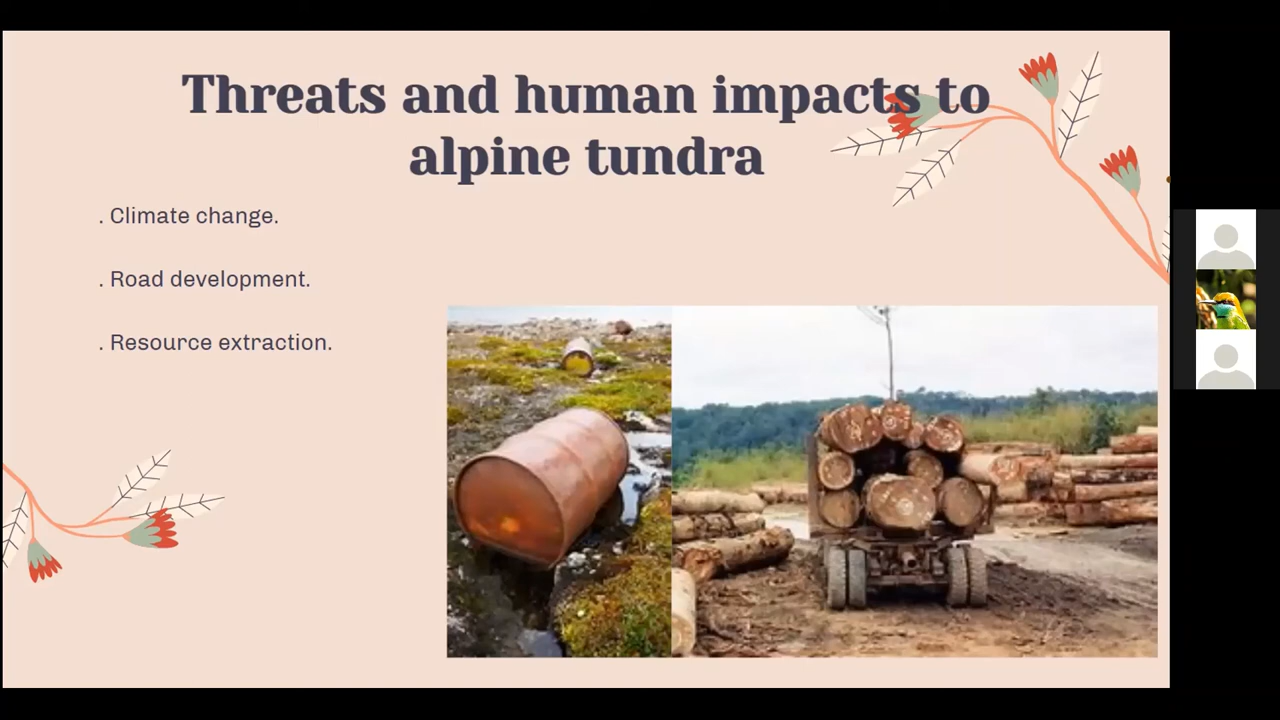 Threats and human impacts to
alpine tundra
. Climate change.
. Road development.
. Resource extraction.